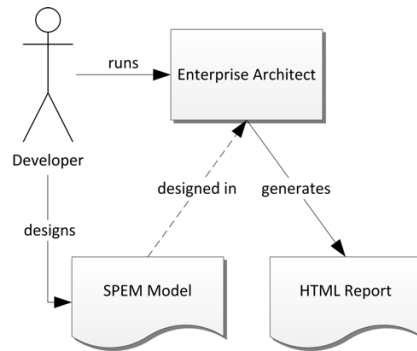 runs
Enterprise Architect
Developer
designed in
generates
designs
SPEM Model
HTML Report